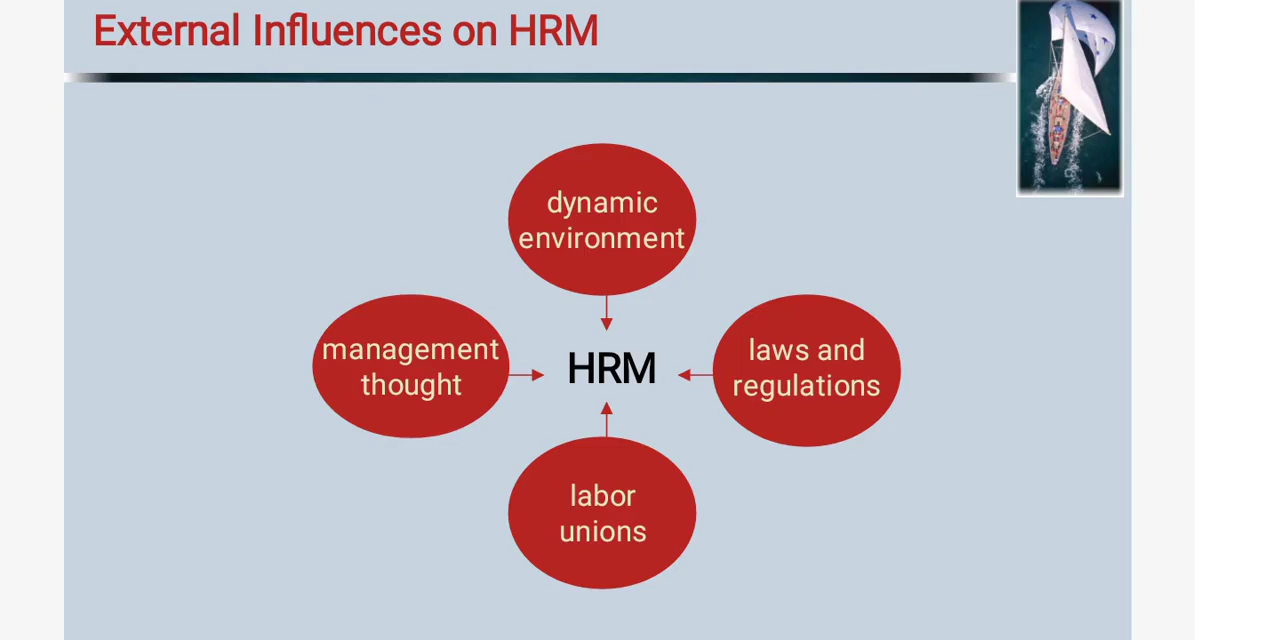 External Influences on HRM
dynamic
environment
management
thought
HRM
laws and
regulations
labor
unions